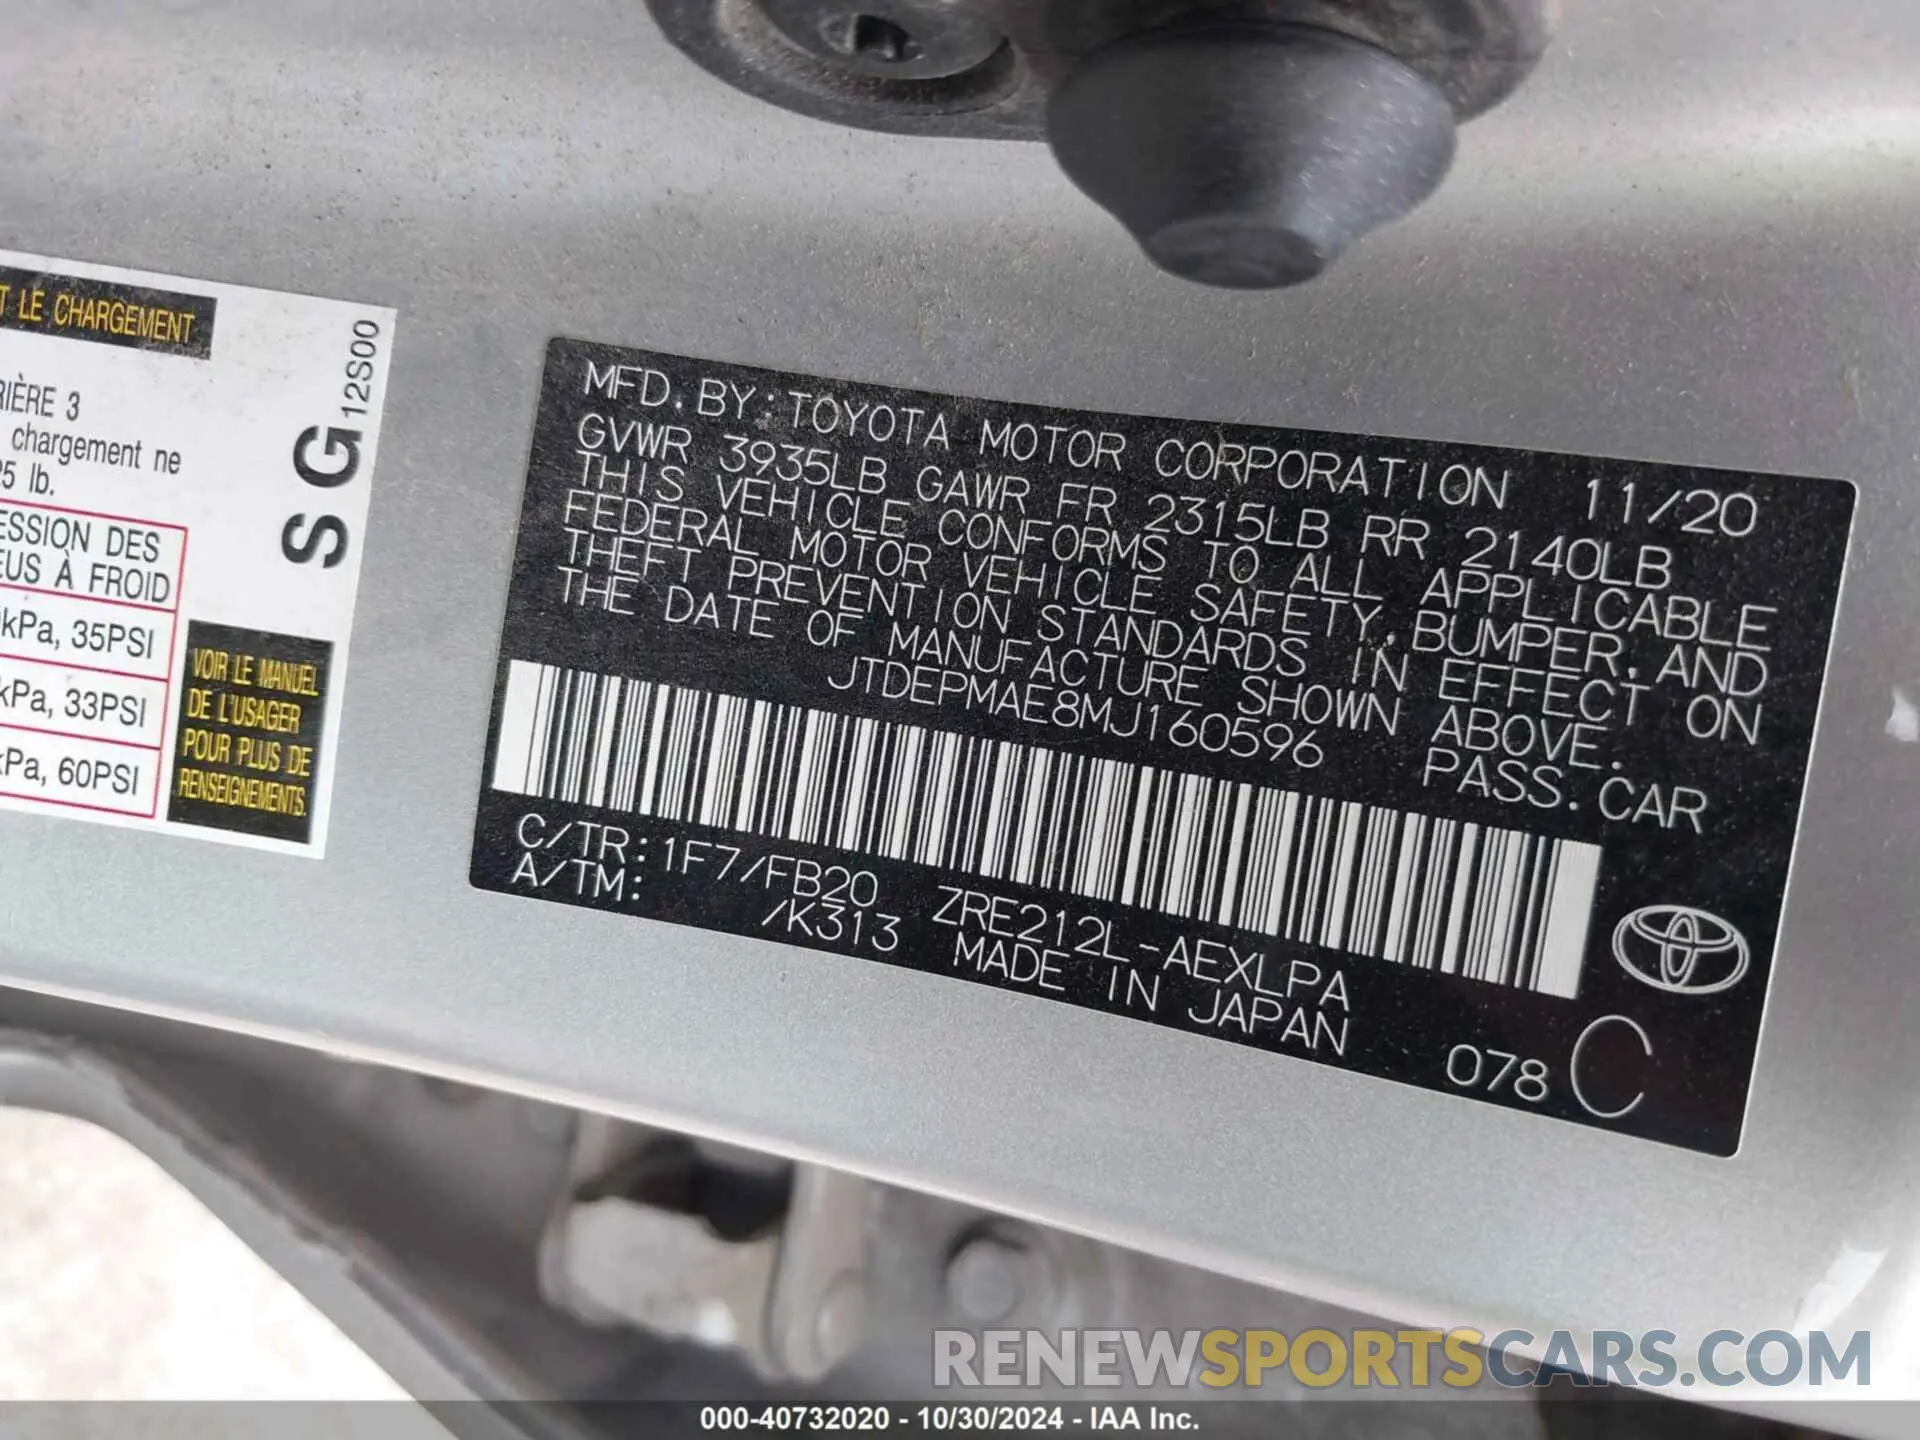 T LE CHARGEMENT
RIÈRE 3
chargement ne
25 lb.
ESSION DES
EUS À FROID
kPa, 35PSI
kPa, 33PSI
kPa, 60PSI
SG
12S00
VOIR LE MANUEL
DE L'USAGER
POUR PLUS DE
RENSEIGNEMENTS.
MFD. BY: TOYOTA MOTOR CORPORATION 11/20
GVWR 3935LB GAWR FR 2315LB RR 2140LB
THIS VEHICLE CONFORMS TO ALL APPLICABLE
FEDERAL MOTOR VEHICLE SAFETY, BUMPER, AND
THEFT PREVENTION STANDARDS IN EFFECT ON
THE DATE OF MANUFACTURE SHOWN ABOVE.
JTDEPMAE8MJ160596 PASS. CAR
C/TR: 1F7/FB20 ZRE212L-AEXLPA
A/TM: /K313 MADE IN JAPAN
078 C
RENEWSPORTSCARS.COM
000-40732020 - 10/30/2024 - IAA Inc.